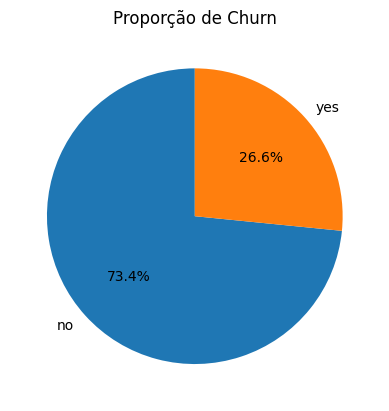 Proporção de Churn
yes
26.6%
73.4%
no